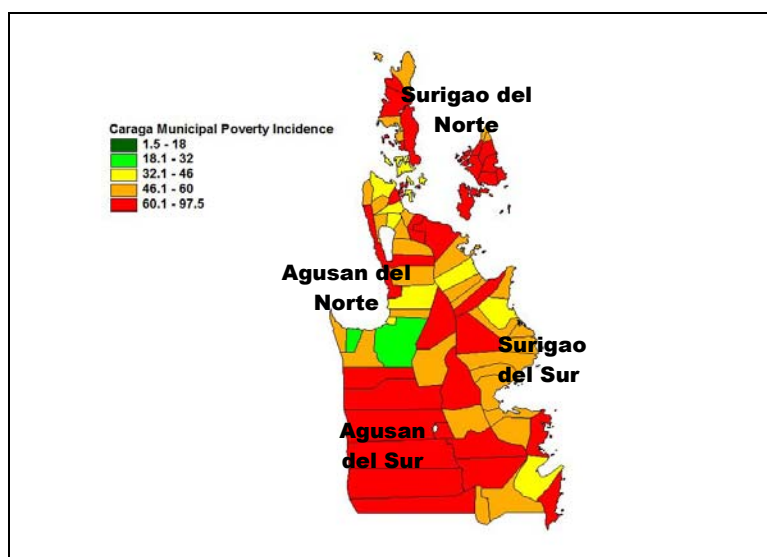 Surigao del
Norte
Caraga Municipal Poverty Incidence
1.5 - 18
18.1 - 32
32.1 - 46
46.1 - 60
60.1 - 97.5
Agusan del
Norte
Surigao
del Sur
Agusan
del Sur